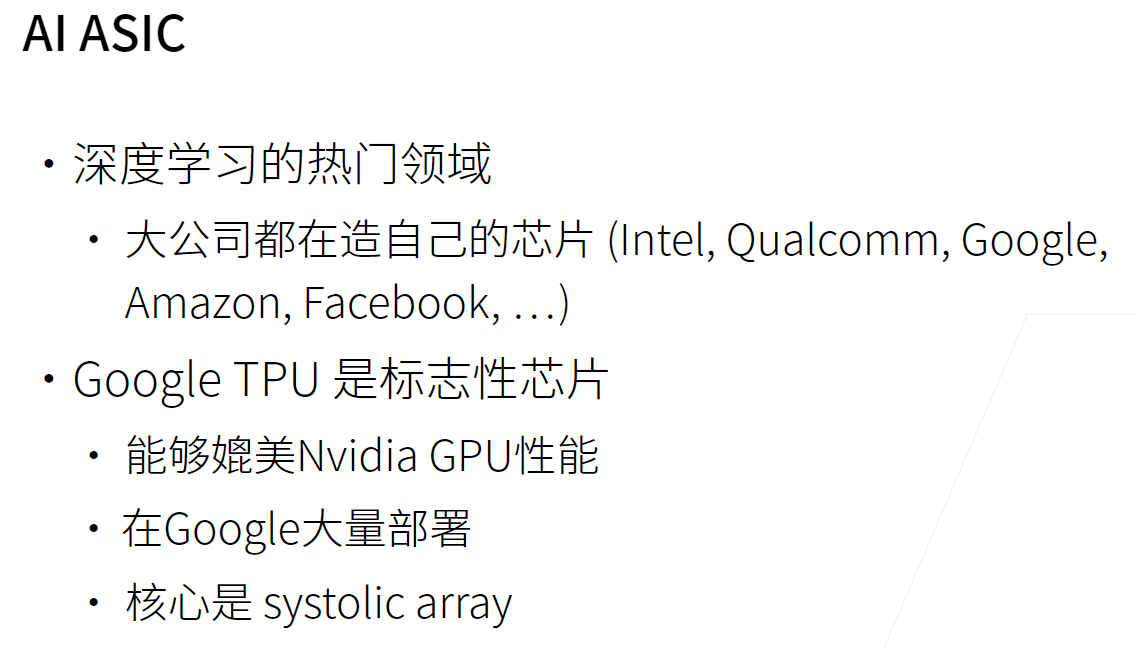 AI ASIC
• 深度学习的热门领域
• 大公司都在造自己的芯片 (Intel, Qualcomm, Google,
Amazon, Facebook, …)
• Google TPU 是标志性芯片
• 能够媲美Nvidia GPU性能
• 在Google大量部署
• 核心是 systolic array